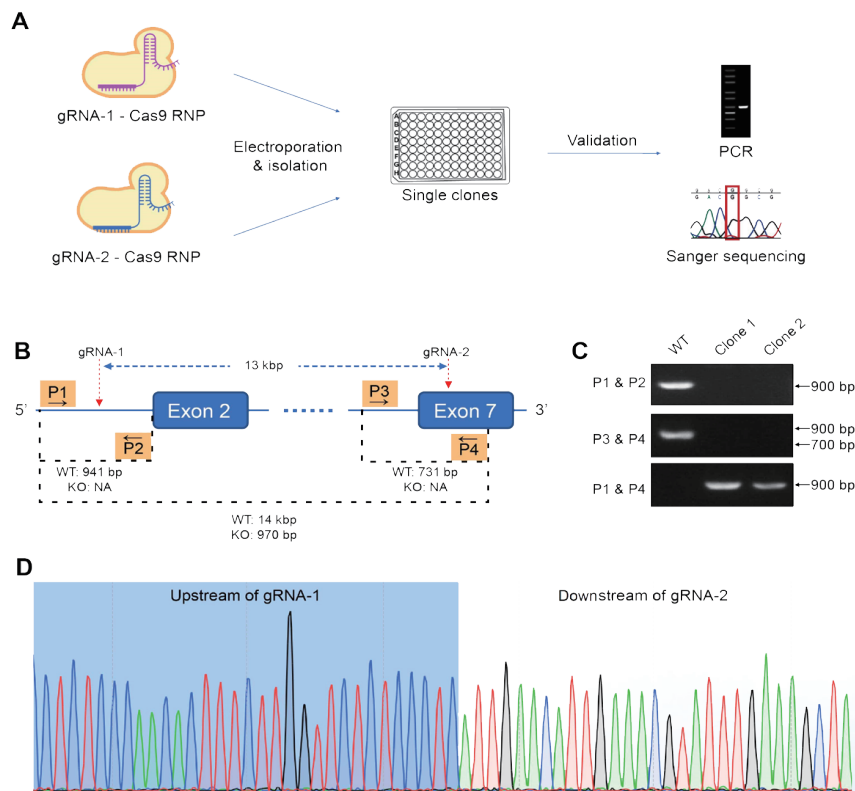 A
gRNA-1 - Cas9 RNP
gRNA-2 - Cas9 RNP
Electroporation
& isolation
A
B
C
D
E
F
G
H
Single clones
Validation
PCR
G A C G G C G
Sanger sequencing
B
gRNA-1
13 kbp
gRNA-2
P1
P3
5’
Exon 2
Exon 7
3’
P2
P4
WT: 941 bp
KO: NA
WT: 731 bp
KO: NA
WT: 14 kbp
KO: 970 bp
C
WT
Clone 1
Clone 2
P1 & P2
900 bp
P3 & P4
900 bp
700 bp
P1 & P4
900 bp
D
Upstream of gRNA-1
Downstream of gRNA-2